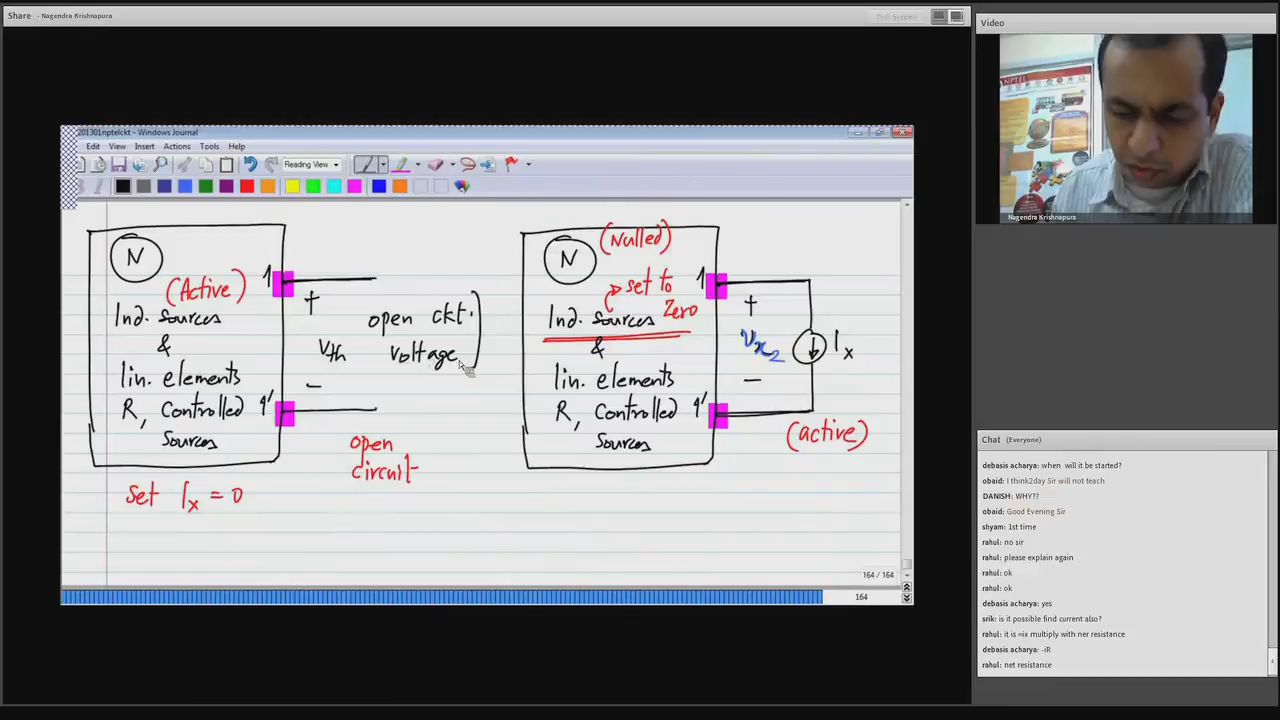 Share - Nagendra Krishnapura
Full Screen
Video
NPTEL
Nagendra Krishnapura
201301nptelckt - Windows Journal
Edit View Insert Actions Tools Help
Reading View
N
(Active)
Ind. sources
&
lin. elements
R, Controlled
Sources
1
+
Vth
-
1'
open ckt.
voltage
open
circuit
Set Ix = 0
N
(Nulled)
set to
Zero
Ind. sources
&
lin. elements
R, Controlled
Sources
1
+
Vx2
-
1'
Ix
(active)
164 / 164
164
Chat (Everyone)
debasis acharya: when will it be started?
obaid: I think2day Sir will not teach
DANISH: WHY??
obaid: Good Evening Sir
shyam: 1st time
rahul: no sir
rahul: please explain again
rahul: ok
rahul: ok
debasis acharya: yes
srik: is it possible find current also?
rahul: it is =ix multiply with ner resistance
debasis acharya: -iR
rahul: net resistance